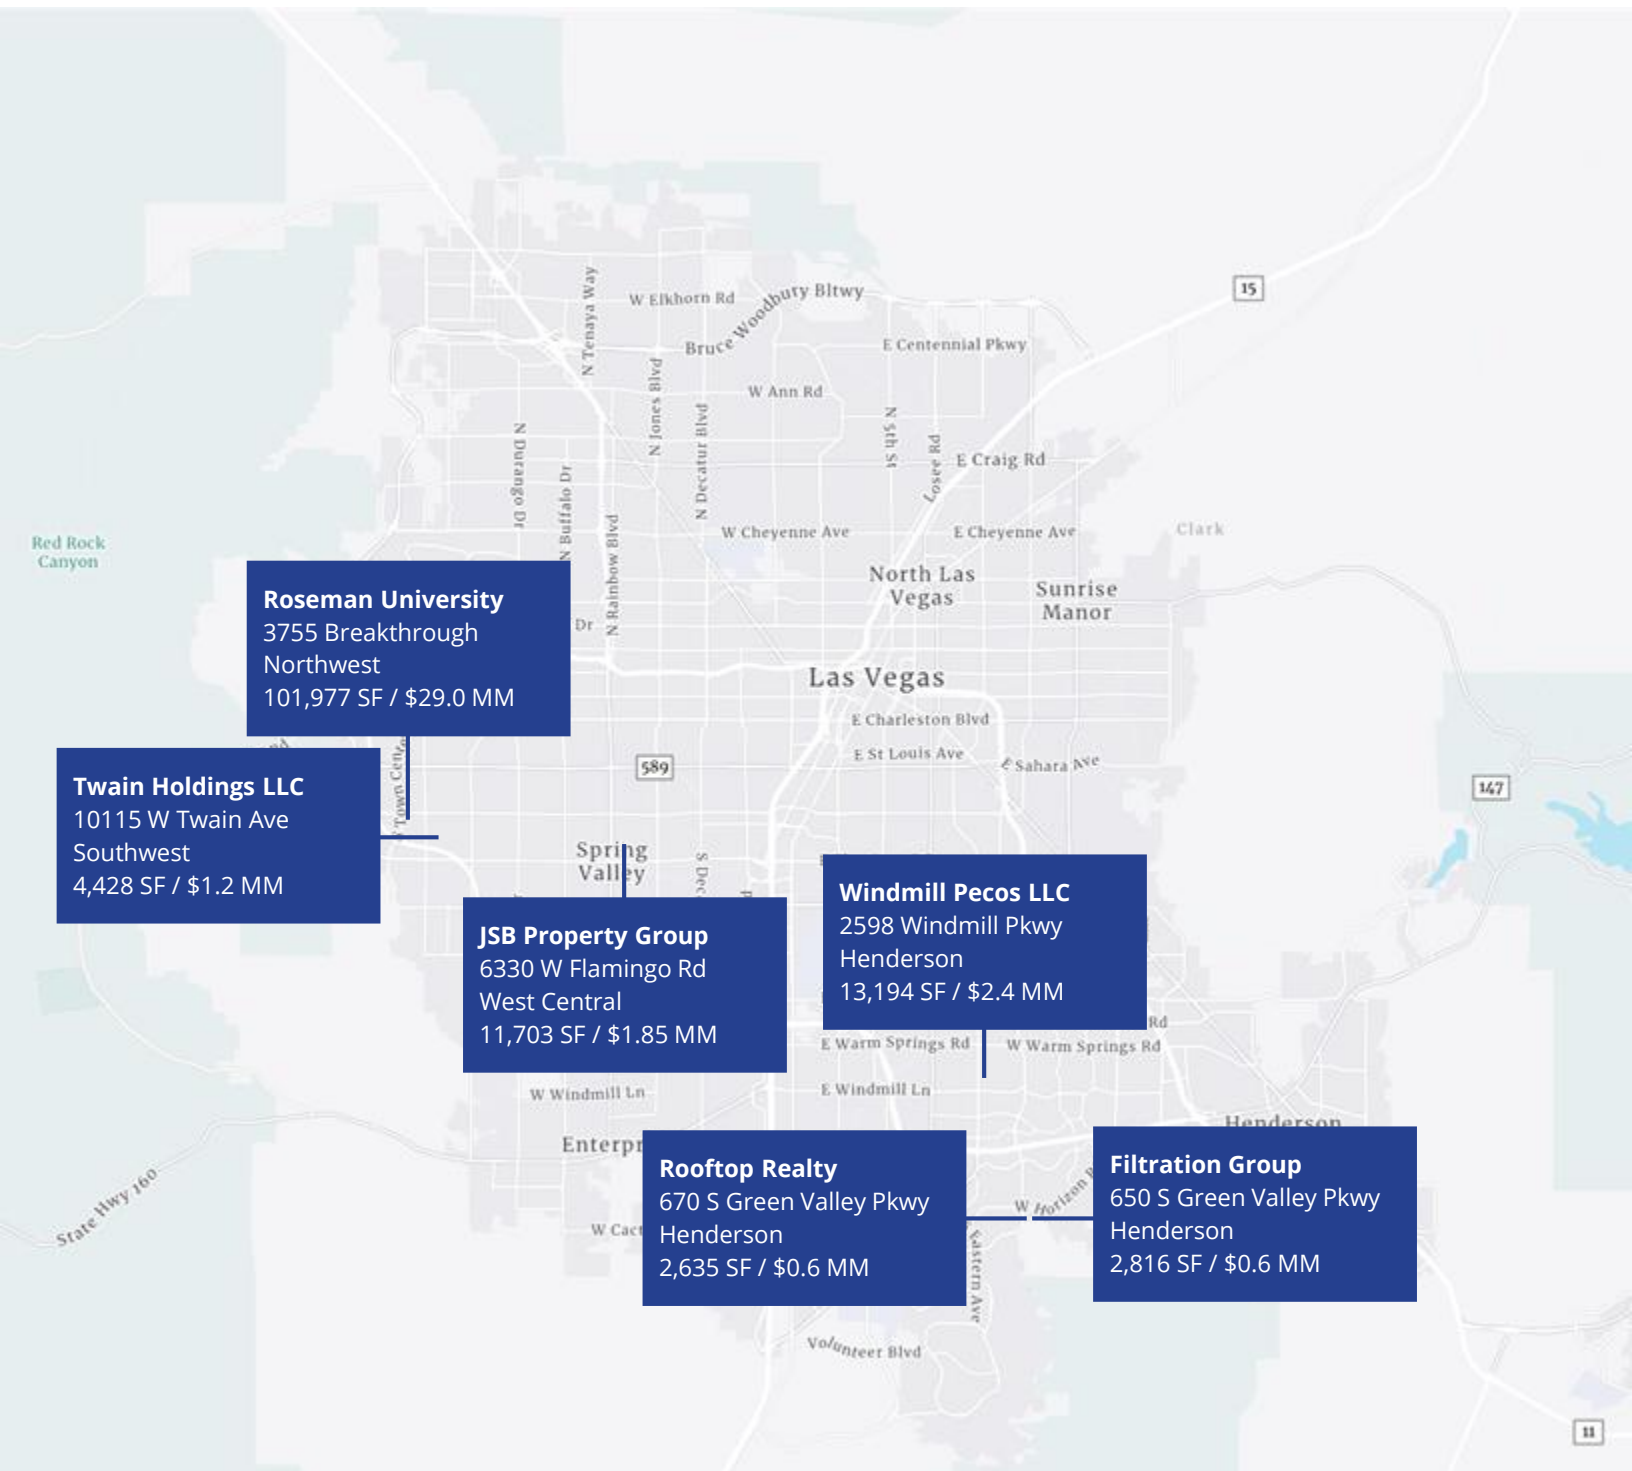 15
N Tenaya Way
W Elkhorn Rd
Bruce Woodbury Bltwy
E Centennial Pkwy
N Jones Blvd
W Ann Rd
N Decatur Blvd
N 5th St
Losee Rd
E Craig Rd
N Durango Dr
N Buffalo Dr
N Rainbow Blvd
W Cheyenne Ave
E Cheyenne Ave
Clark
Red Rock
Canyon
North Las
Vegas
Sunrise
Manor
Roseman University
3755 Breakthrough
Northwest
101,977 SF / $29.0 MM
Dr
Las Vegas
E Charleston Blvd
E St Louis Ave
E Sahara Ave
589
147
Town
Twain Holdings LLC
10115 W Twain Ave
Southwest
4,428 SF / $1.2 MM
Spring
Valley
S
JSB Property Group
6330 W Flamingo Rd
West Central
11,703 SF / $1.85 MM
Windmill Pecos LLC
2598 Windmill Pkwy
Henderson
13,194 SF / $2.4 MM
Rd
E Warm Springs Rd
W Warm Springs Rd
W Windmill Ln
E Windmill Ln
Henderson
Rooftop Realty
670 S Green Valley Pkwy
Henderson
2,635 SF / $0.6 MM
Filtration Group
650 S Green Valley Pkwy
Henderson
2,816 SF / $0.6 MM
W Horizon
State Hwy 160
W
Eastern Ave
Volunteer Blvd
11